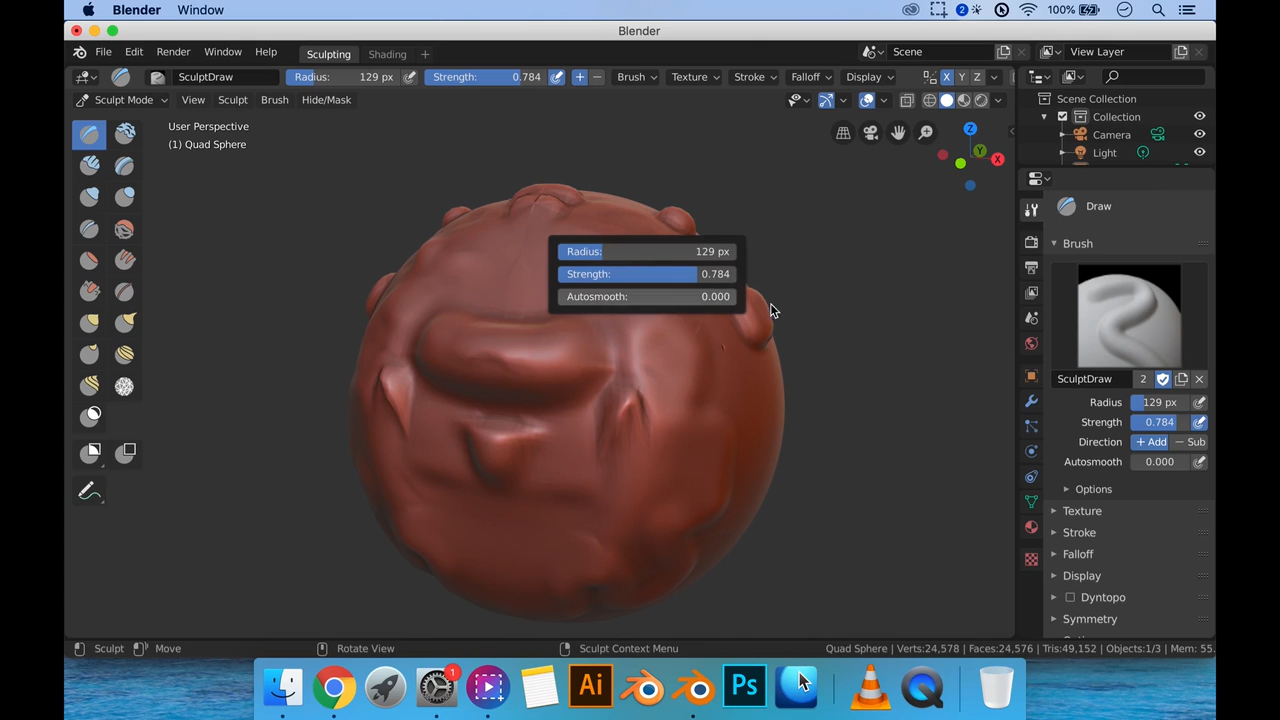 Blender Window 2 100%
Blender
File Edit Render Window Help Sculpting Shading + Scene View Layer
SculptDraw Radius: 129 px Strength: 0.784 + − Brush Texture Stroke Falloff Display X Y Z
Sculpt Mode View Sculpt Brush Hide/Mask
Scene Collection
Collection
Camera
Light
User Perspective
(1) Quad Sphere
Z
Y
X
Radius: 129 px
Strength: 0.784
Autosmooth: 0.000
Draw
Brush
SculptDraw 2
Radius 129 px
Strength 0.784
Direction + Add − Sub
Autosmooth 0.000
Options
Texture
Stroke
Falloff
Display
Dyntopo
Symmetry
Sculpt Move Rotate View Sculpt Context Menu Quad Sphere | Verts:24,578 | Faces:24,576 | Tris:49,152 | Objects:1/3 | Mem: 55.
1
Ai
Ps